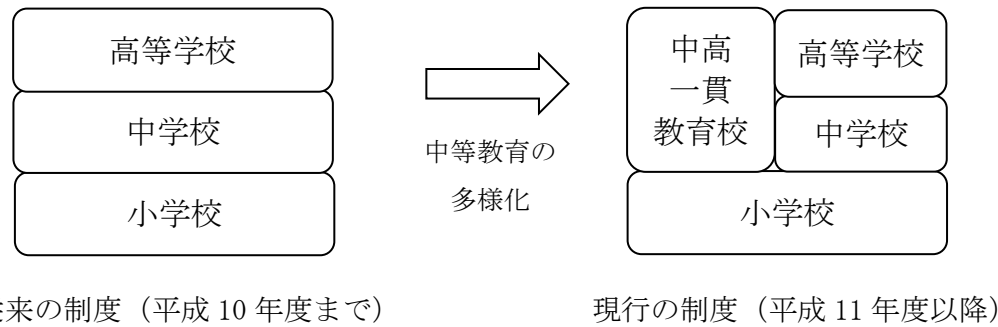 高等学校
中学校
小学校
中等教育の
多様化
中高
一貫
教育校
高等学校
中学校
小学校
来の制度（平成 10 年度まで）
現行の制度（平成 11 年度以降）